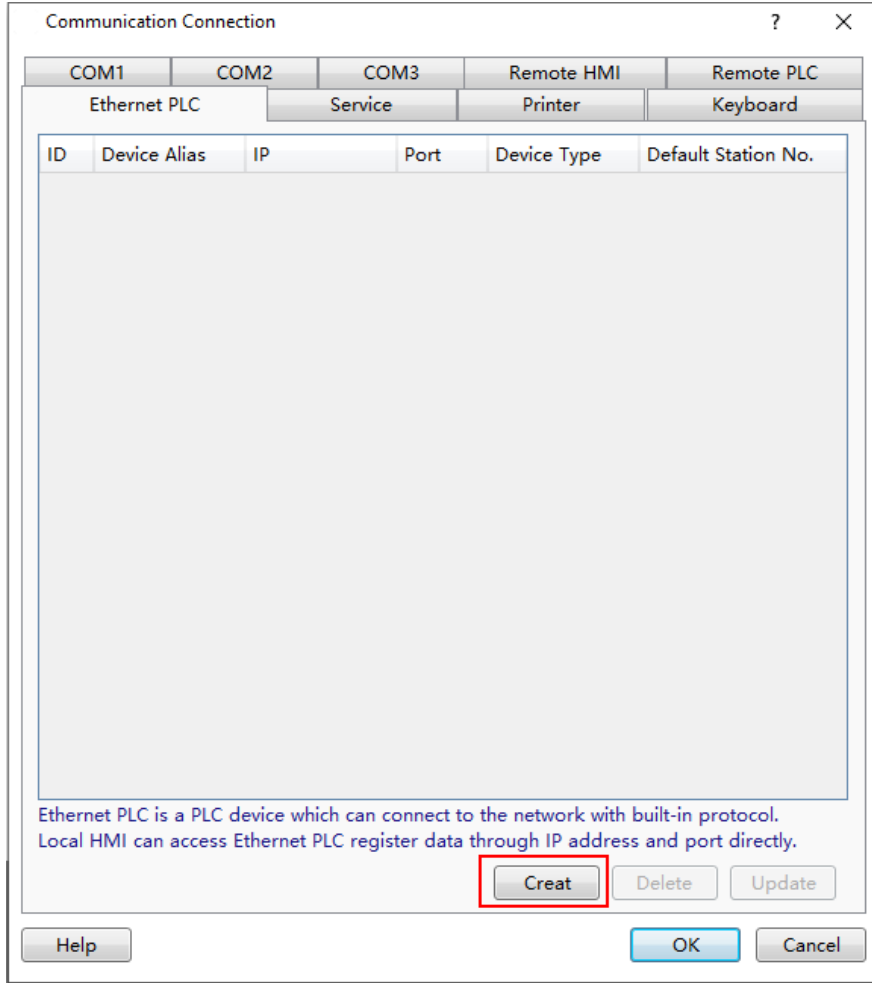 Communication Connection ? ×
COM1 COM2 COM3 Remote HMI Remote PLC
Ethernet PLC Service Printer Keyboard
ID Device Alias IP Port Device Type Default Station No.
Ethernet PLC is a PLC device which can connect to the network with built-in protocol.
Local HMI can access Ethernet PLC register data through IP address and port directly.
Creat Delete Update
Help OK Cancel